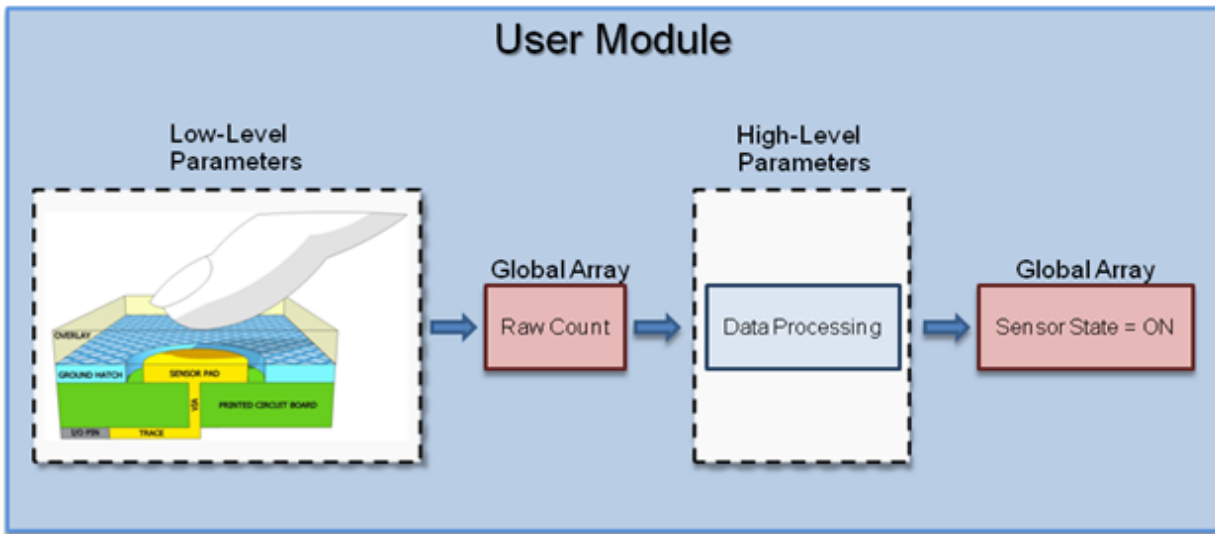 User Module
Low-Level
Parameters
High-Level
Parameters
Global Array
Raw Count
Data Processing
Global Array
Sensor State = ON
OVERLAY
GROUND HATCH
SENSOR PAD
VIA
PRINTED CIRCUIT BOARD
I/O PIN
TRACE